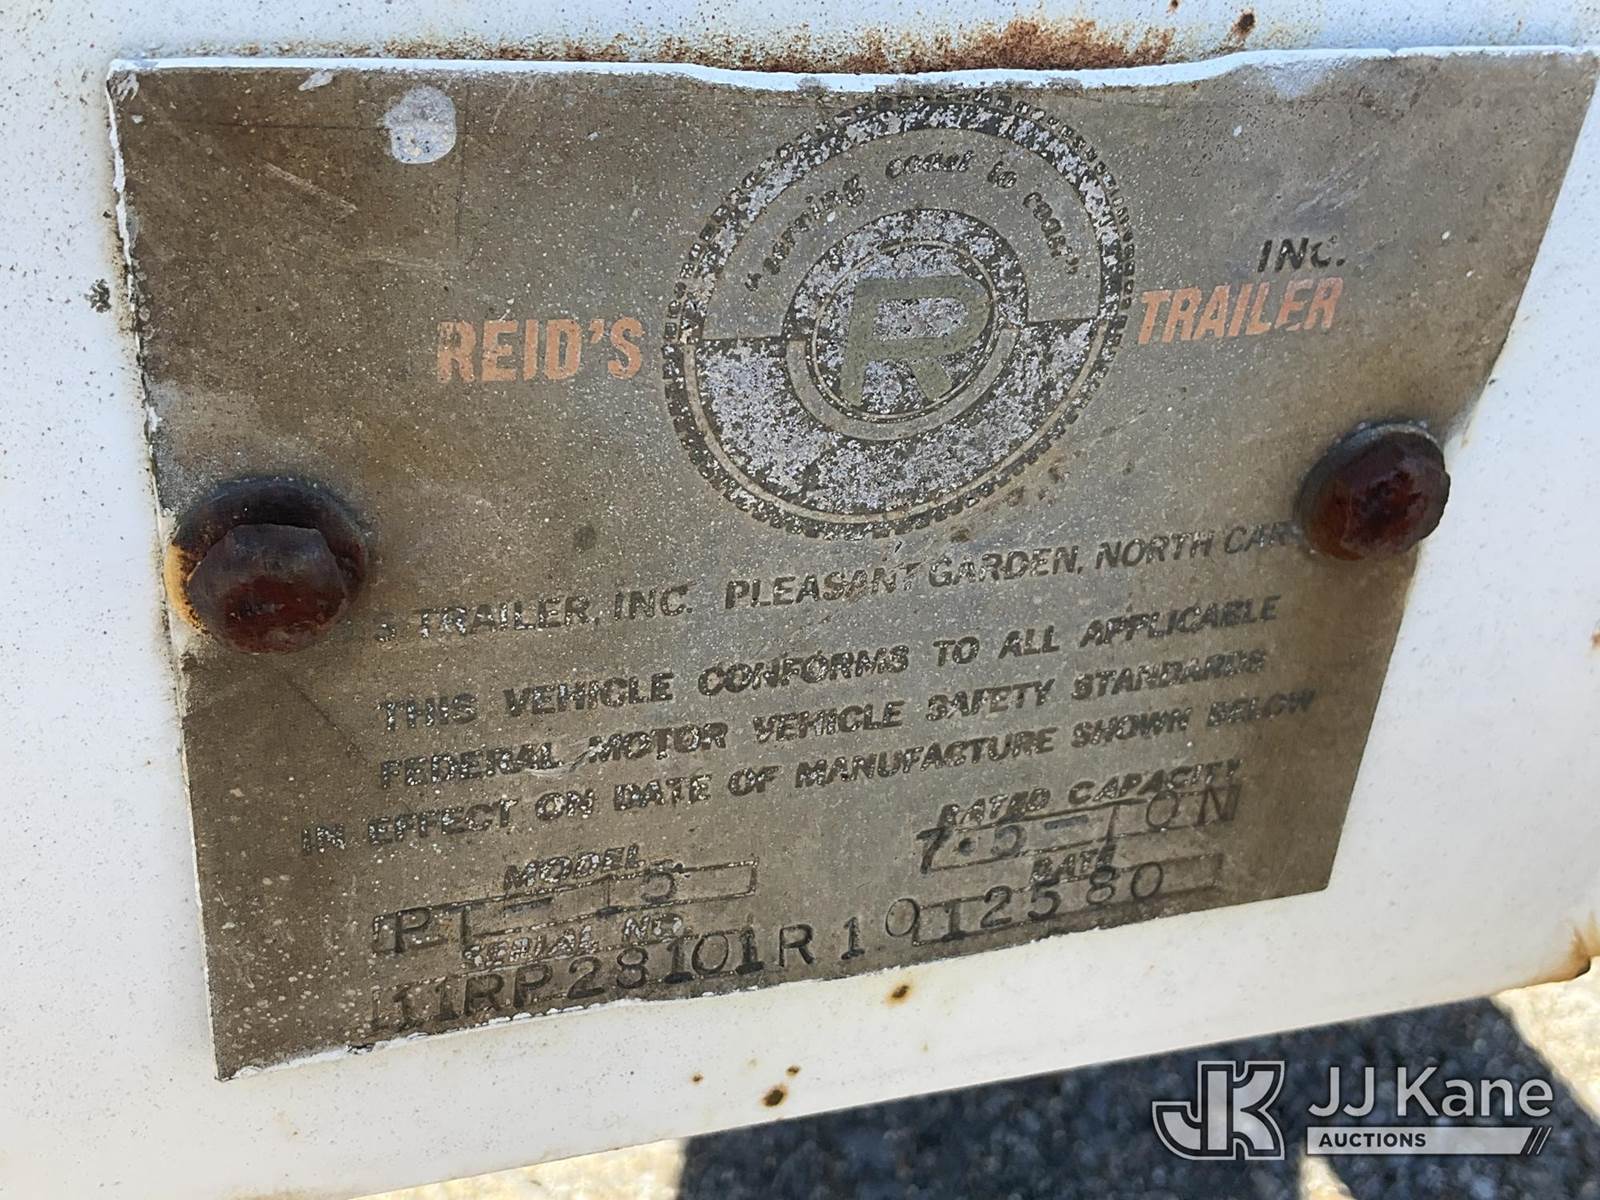 "serving coast to coast"
R
REID'S
INC.
TRAILER
S TRAILER, INC. PLEASANT GARDEN, NORTH CAR
THIS VEHICLE CONFORMS TO ALL APPLICABLE
FEDERAL MOTOR VEHICLE SAFETY STANDARDS
IN EFFECT ON DATE OF MANUFACTURE SHOWN BELOW
MODEL
RATED CAPACITY
PT-15
7.5-TON
SERIAL NO.
DATE
JK
JJ Kane
AUCTIONS